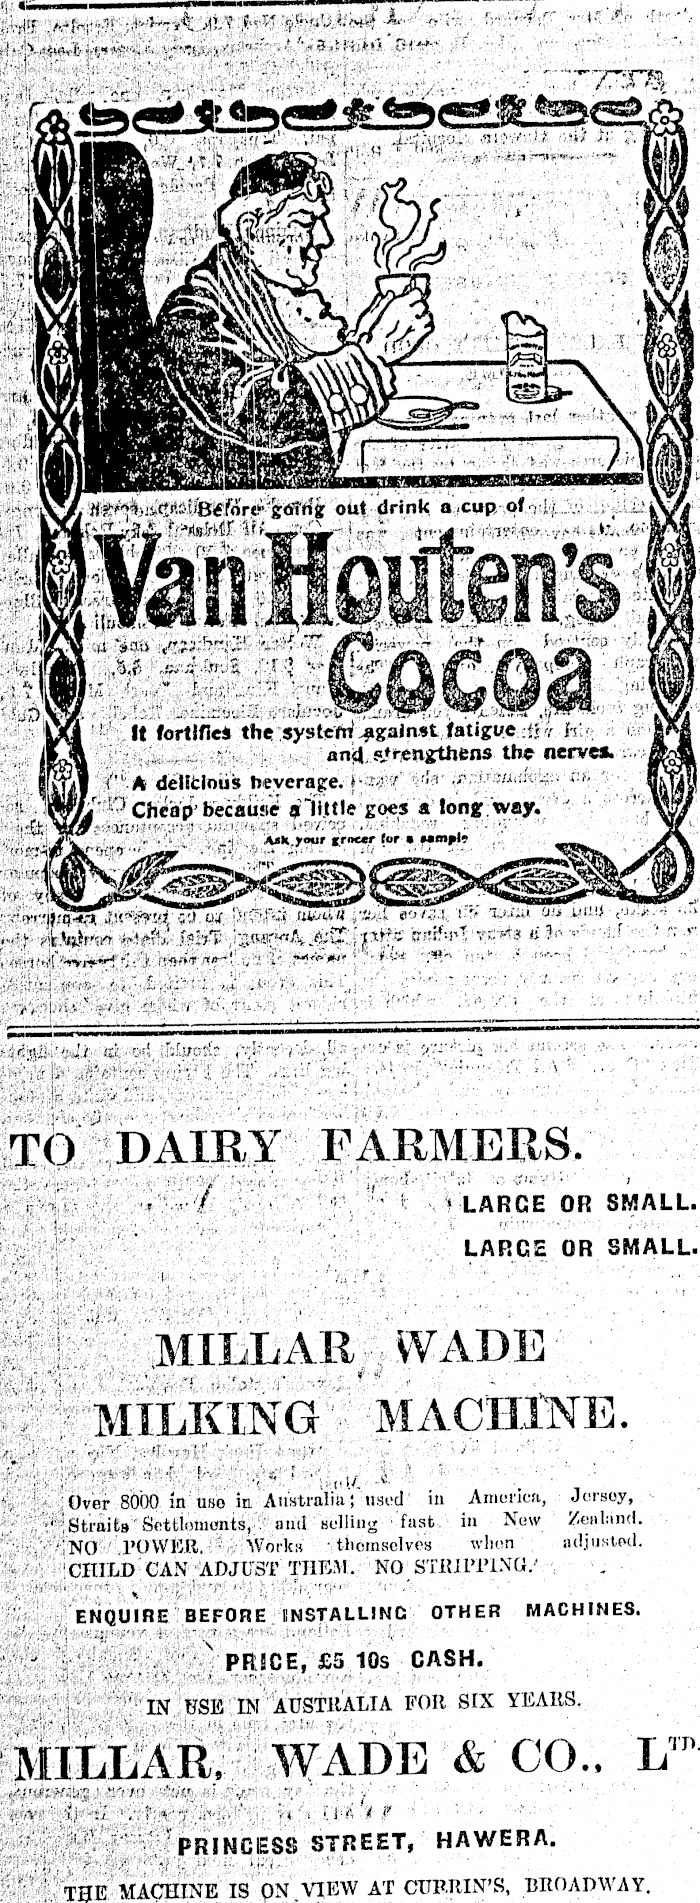 Before going out drink a cup of
Van Houten's
Cocoa
It fortifies the system against fatigue
and strengthens the nerves.
A delicious beverage.
Cheap because a little goes a long way.
Ask your grocer for a sample
TO DAIRY FARMERS.
LARGE OR SMALL.
LARGE OR SMALL.
MILLAR WADE
MILKING MACHINE.
Over 8000 in use in Australia; used in America, Jersey,
Straits Settlements, and selling fast in New Zealand.
NO POWER. Works themselves when adjusted.
CHILD CAN ADJUST THEM. NO STRIPPING.
ENQUIRE BEFORE INSTALLING OTHER MACHINES.
PRICE, £5 10s CASH.
IN USE IN AUSTRALIA FOR SIX YEARS.
MILLAR, WADE & CO., LTD.
PRINCESS STREET, HAWERA.
THE MACHINE IS ON VIEW AT CURRIN'S, BROADWAY.